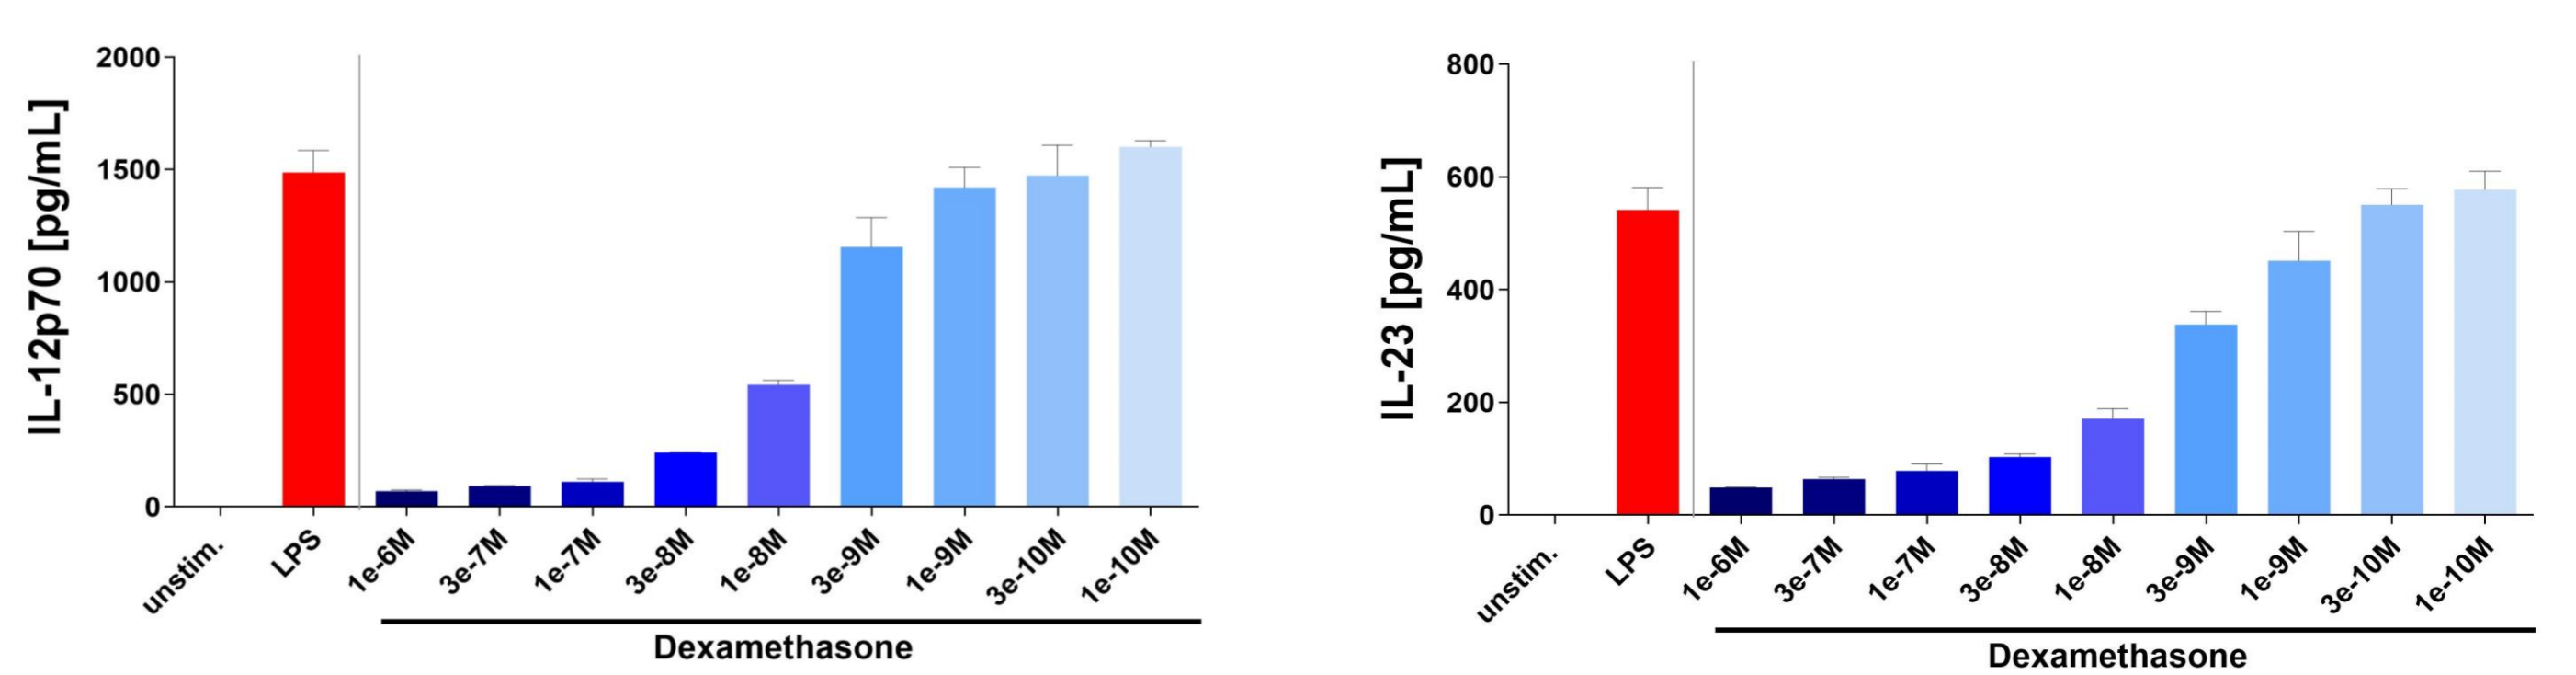 IL-12p70 [pg/mL]
2000
1500
1000
500
0
unstim.
LPS
1e-6M
3e-7M
1e-7M
3e-8M
1e-8M
3e-9M
1e-9M
3e-10M
1e-10M
Dexamethasone
IL-23 [pg/mL]
800
600
400
200
0
unstim.
LPS
1e-6M
3e-7M
1e-7M
3e-8M
1e-8M
3e-9M
1e-9M
3e-10M
1e-10M
Dexamethasone